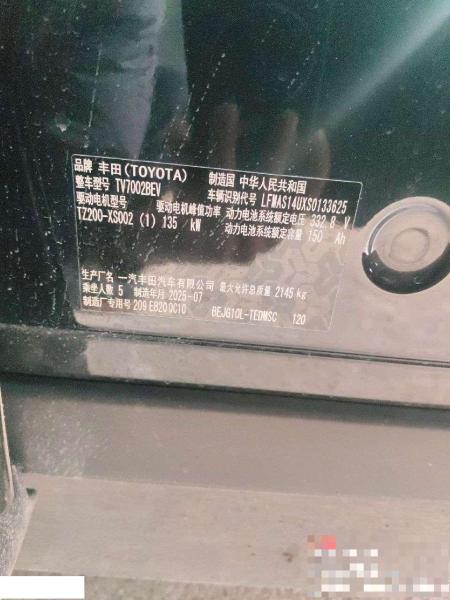 品牌 丰田(TOYOTA) 制造国 中华人民共和国
整车型号 TV7002BEV 车辆识别代号 LFMAS14UXS0133625
驱动电机型号 驱动电机峰值功率 动力电池系统额定电压 332.8 V
TZ200-XS002 (1) 135 / kW 动力电池系统额定容量 150 Ah
生产厂名 一汽丰田汽车有限公司 最大允许总质量 2145 kg
乘坐人数 5 制造年月 2025-07
制造厂专用号 209 EB20 0C10 BEJG10L-TEDMSC 120